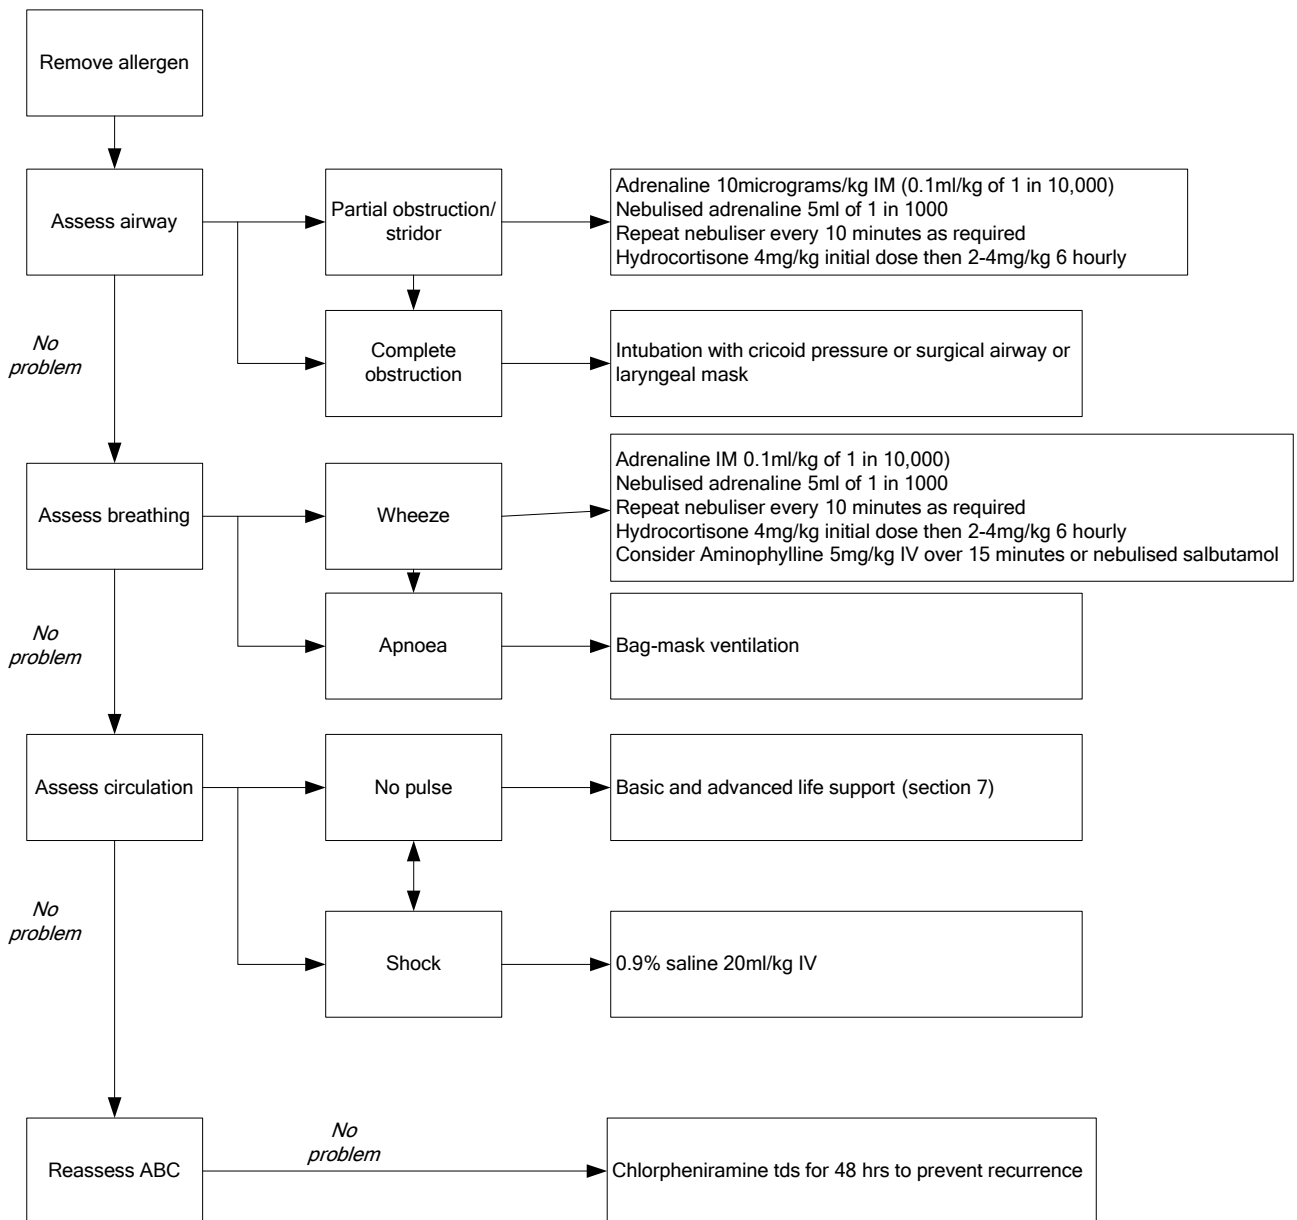 Remove allergen
Assess airway
Partial obstruction/
stridor
Adrenaline 10micrograms/kg IM (0.1ml/kg of 1 in 10,000)
Nebulised adrenaline 5ml of 1 in 1000
Repeat nebuliser every 10 minutes as required
Hydrocortisone 4mg/kg initial dose then 2-4mg/kg 6 hourly
No
problem
Complete
obstruction
Intubation with cricoid pressure or surgical airway or
laryngeal mask
Assess breathing
Wheeze
Adrenaline IM 0.1ml/kg of 1 in 10,000)
Nebulised adrenaline 5ml of 1 in 1000
Repeat nebuliser every 10 minutes as required
Hydrocortisone 4mg/kg initial dose then 2-4mg/kg 6 hourly
Consider Aminophylline 5mg/kg IV over 15 minutes or nebulised salbutamol
No
problem
Apnoea
Bag-mask ventilation
Assess circulation
No pulse
Basic and advanced life support (section 7)
No
problem
Shock
0.9% saline 20ml/kg IV
Reassess ABC
No
problem
Chlorpheniramine tds for 48 hrs to prevent recurrence